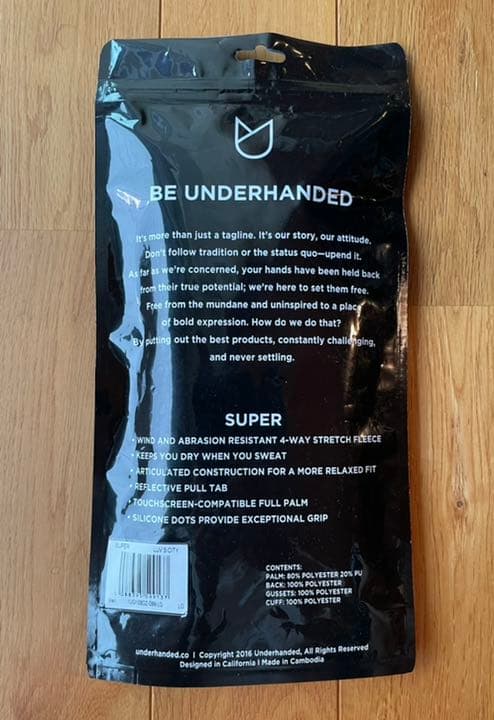 BE UNDERHANDED
It's more than just a tagline. It's our story, our attitude.
Don't follow tradition or the status quo—upend it.
As far as we're concerned, your hands have been held back
from their true potential; we're here to set them free.
Free from the mundane and uninspired to a place
of bold expression. How do we do that?
By putting out the best products, constantly challenging,
and never settling.
SUPER
• WIND AND ABRASION RESISTANT 4-WAY STRETCH FLEECE
• KEEPS YOU DRY WHEN YOU SWEAT
• ARTICULATED CONSTRUCTION FOR A MORE RELAXED FIT
• REFLECTIVE PULL TAB
• TOUCHSCREEN-COMPATIBLE FULL PALM
• SILICONE DOTS PROVIDE EXCEPTIONAL GRIP
SUPER
LUV S CITY
LG
CONTENTS:
PALM: 80% POLYESTER 20% PU
BACK: 100% POLYESTER
GUSSETS: 100% POLYESTER
CUFF: 100% POLYESTER
underhanded.co | Copyright 2016 Underhanded, All Rights Reserved
Designed in California | Made in Cambodia